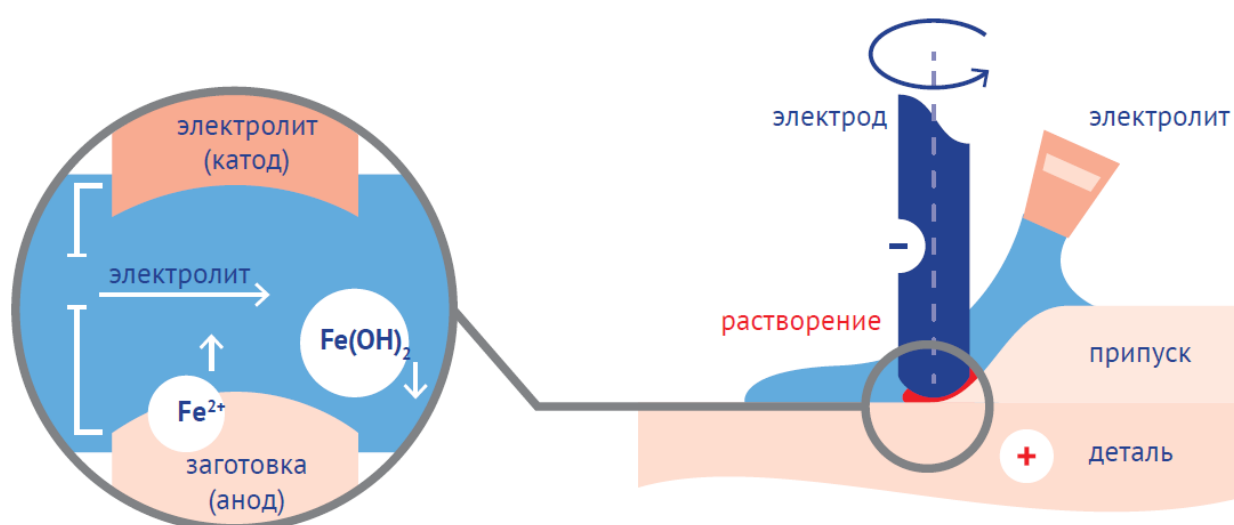 электролит
(катод)
электролит
Fe(OH)₂
Fe²⁺
заготовка
(анод)
электрод
электролит
-
растворение
припуск
+
деталь